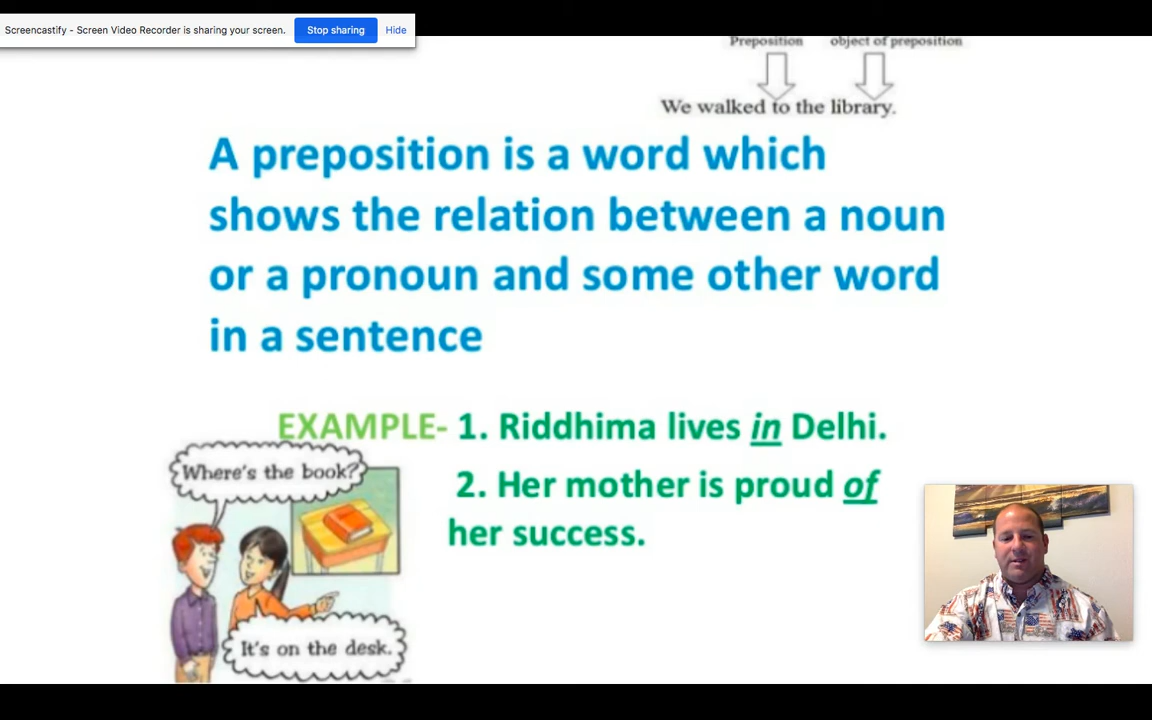 Screencastify - Screen Video Recorder is sharing your screen. Stop sharing Hide
Preposition object of preposition
We walked to the library.
A preposition is a word which
shows the relation between a noun
or a pronoun and some other word
in a sentence
EXAMPLE- 1. Riddhima lives in Delhi.
Where's the book?
2. Her mother is proud of
her success.
It's on the desk.